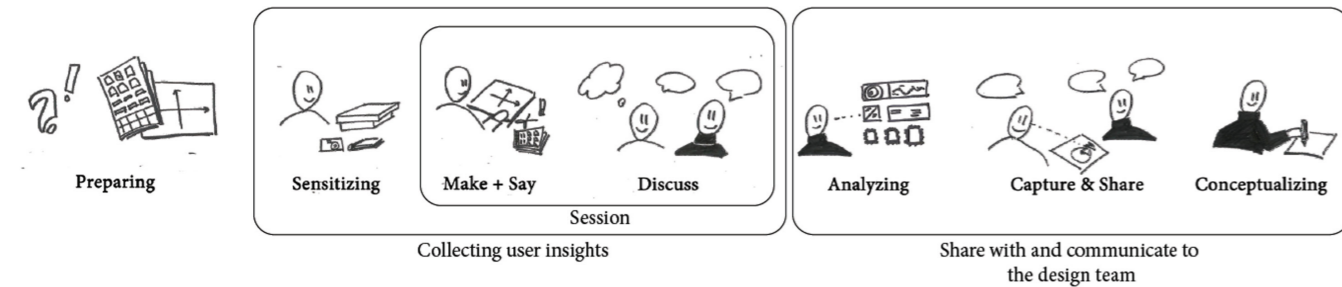 Preparing
Sensitizing
Make + Say
Discuss
Session
Collecting user insights
Analyzing
Capture & Share
Conceptualizing
Share with and communicate to
the design team